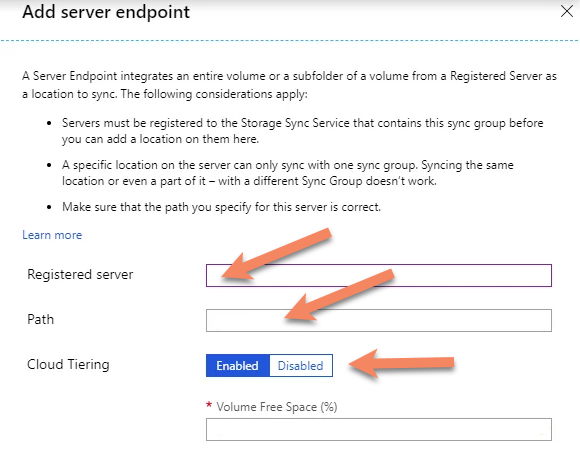 Add server endpoint
A Server Endpoint integrates an entire volume or a subfolder of a volume from a Registered Server as
a location to sync. The following considerations apply:
• Servers must be registered to the Storage Sync Service that contains this sync group before
you can add a location on them here.
• A specific location on the server can only sync with one sync group. Syncing the same
location or even a part of it – with a different Sync Group doesn't work.
• Make sure that the path you specify for this server is correct.
Learn more
Registered server
Path
Cloud Tiering Enabled Disabled
* Volume Free Space (%)